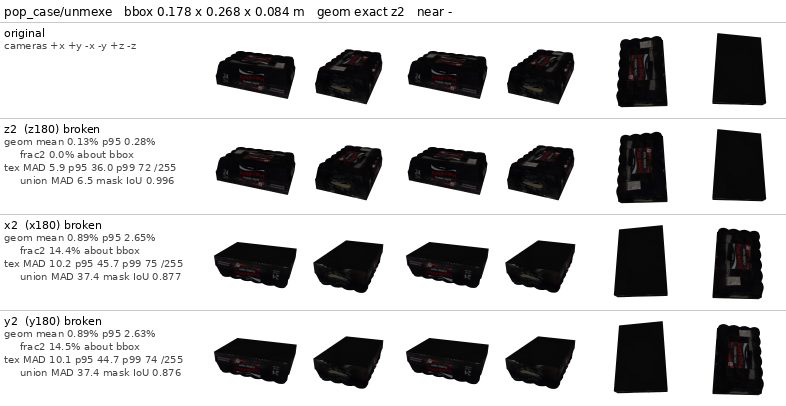 pop_case/unmexe bbox 0.178 x 0.268 x 0.084 m geom exact z2 near -
original
cameras +x +y -x -y +z -z
z2 (z180) broken
geom mean 0.13% p95 0.28%
frac2 0.0% about bbox
tex MAD 5.9 p95 36.0 p99 72 /255
union MAD 6.5 mask IoU 0.996
x2 (x180) broken
geom mean 0.89% p95 2.65%
frac2 14.4% about bbox
tex MAD 10.2 p95 45.7 p99 75 /255
union MAD 37.4 mask IoU 0.877
y2 (y180) broken
geom mean 0.89% p95 2.63%
frac2 14.5% about bbox
tex MAD 10.1 p95 44.7 p99 74 /255
union MAD 37.4 mask IoU 0.876